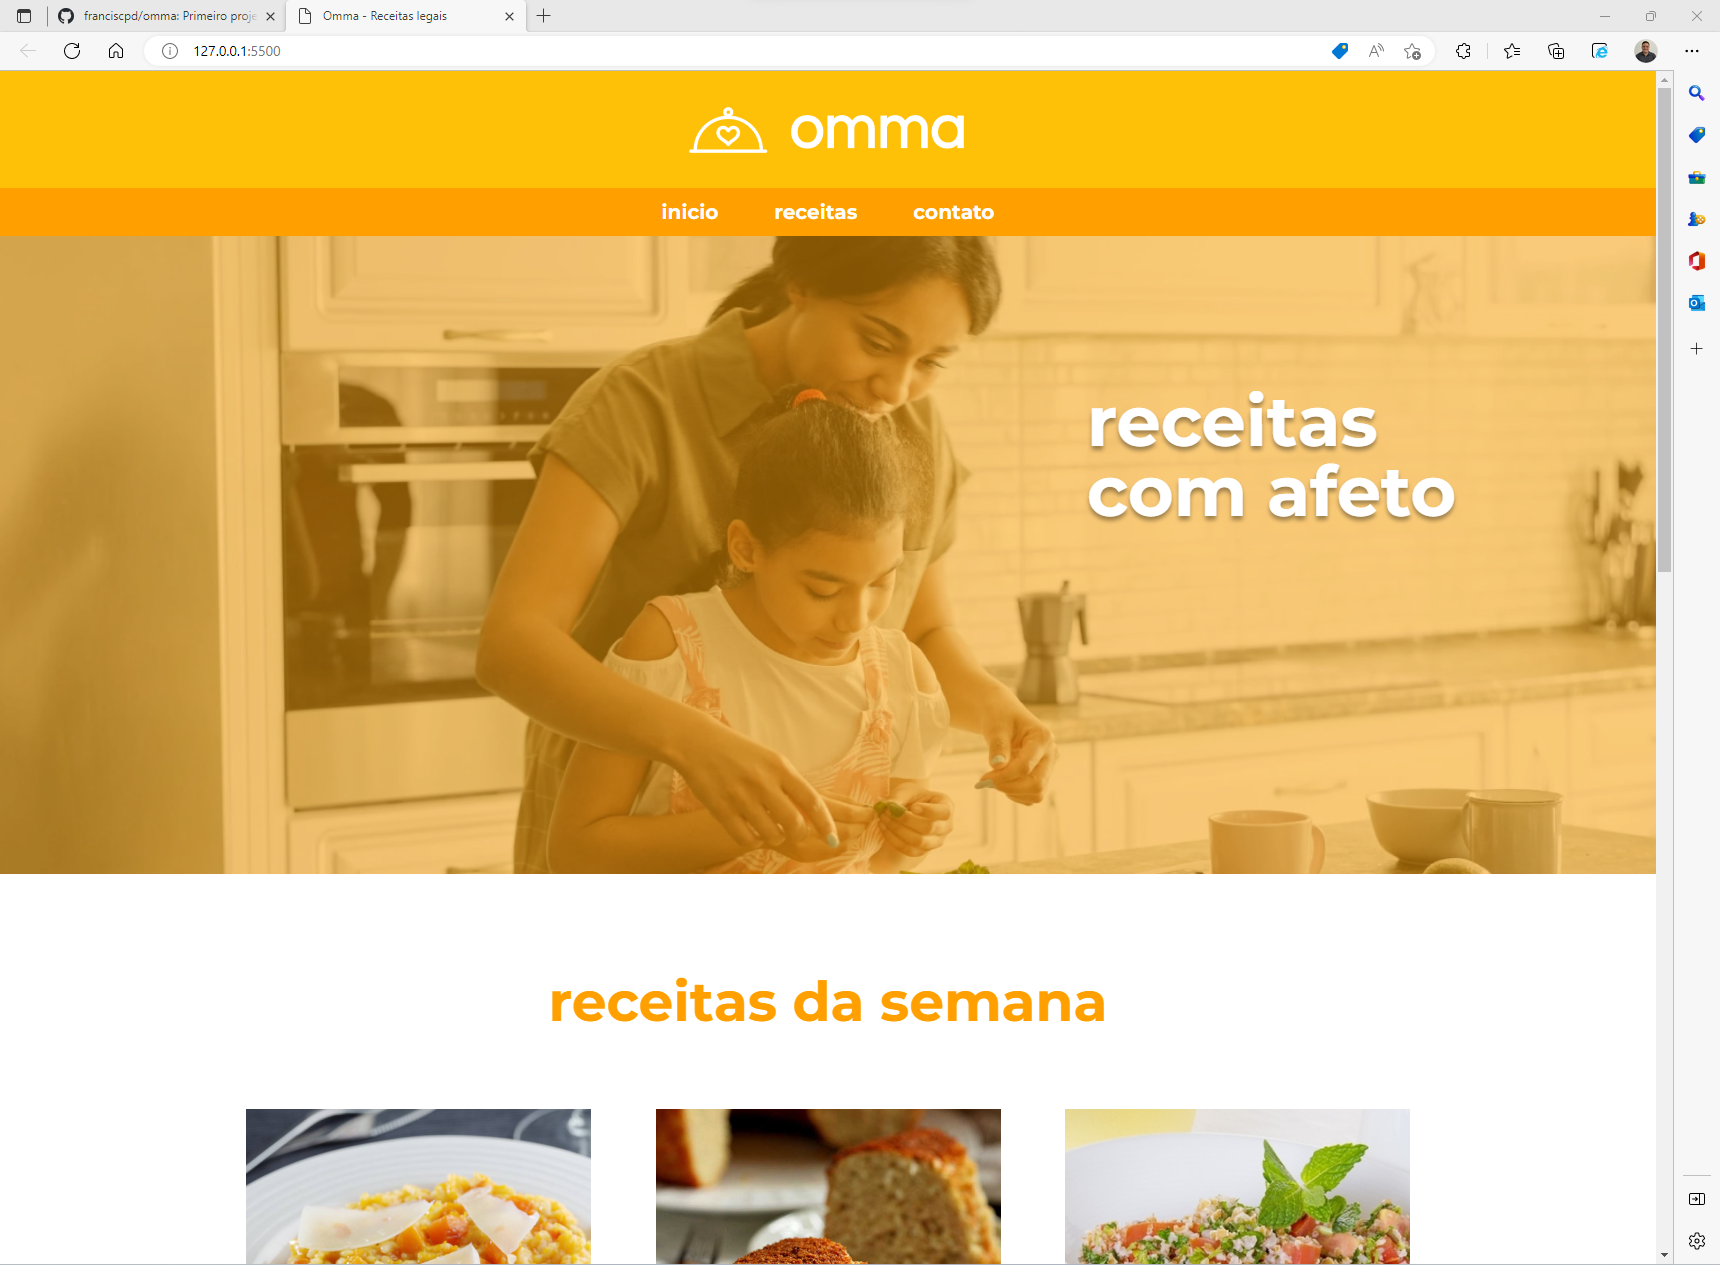 franciscpd/omma: Primeiro proje
Omma - Receitas legais
127.0.0.1:5500
omma
inicio receitas contato
receitas
com afeto
receitas da semana